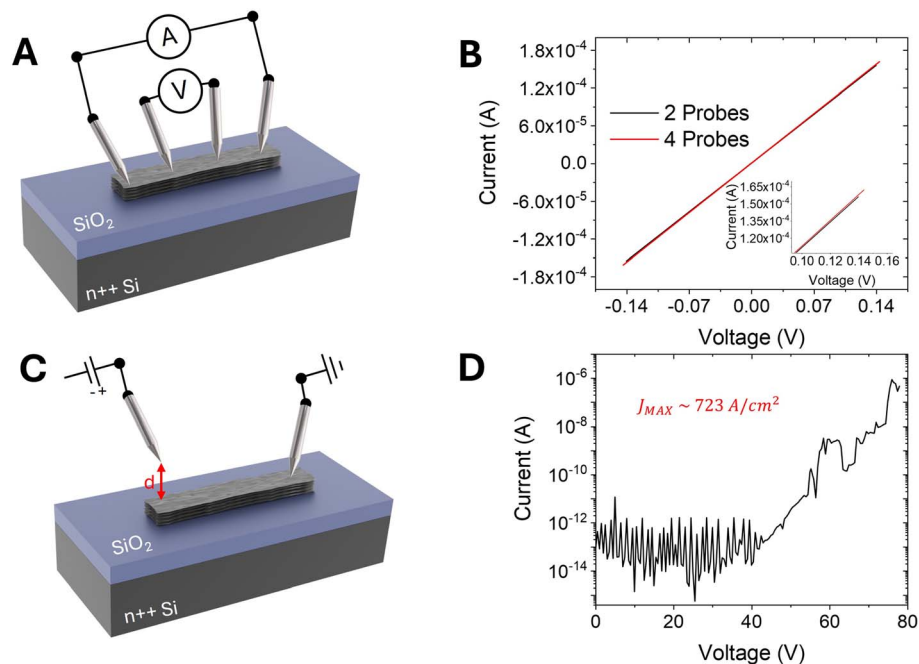 A
A
V
SiO₂
n++ Si
B
Current (A)
1.8x10⁻⁴
1.2x10⁻⁴
6.0x10⁻⁵
0.0
-6.0x10⁻⁵
-1.2x10⁻⁴
-1.8x10⁻⁴
2 Probes
4 Probes
Current (A)
1.65x10⁻⁴
1.50x10⁻⁴
1.35x10⁻⁴
1.20x10⁻⁴
0.10 0.12 0.14 0.16
Voltage (V)
-0.14 -0.07 0.00 0.07 0.14
Voltage (V)
C
- +
d
SiO₂
n++ Si
D
Current (A)
10⁻⁶
10⁻⁸
10⁻¹⁰
10⁻¹²
10⁻¹⁴
J_MAX ~ 723 A/cm²
0 20 40 60 80
Voltage (V)